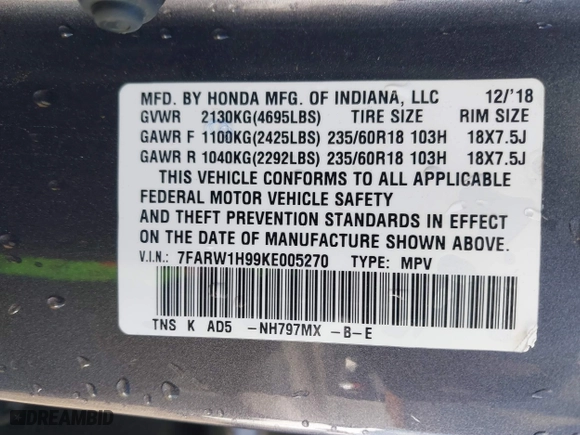 MFD. BY HONDA MFG. OF INDIANA, LLC 12/'18
GVWR 2130KG(4695LBS) TIRE SIZE RIM SIZE
GAWR F 1100KG(2425LBS) 235/60R18 103H 18X7.5J
GAWR R 1040KG(2292LBS) 235/60R18 103H 18X7.5J
THIS VEHICLE CONFORMS TO ALL APPLICABLE
FEDERAL MOTOR VEHICLE SAFETY
AND THEFT PREVENTION STANDARDS IN EFFECT
ON THE DATE OF MANUFACTURE SHOWN ABOVE.
V.I.N.: 7FARW1H99KE005270 TYPE: MPV
TNS K AD5 -NH797MX -B-E
DREAMBID